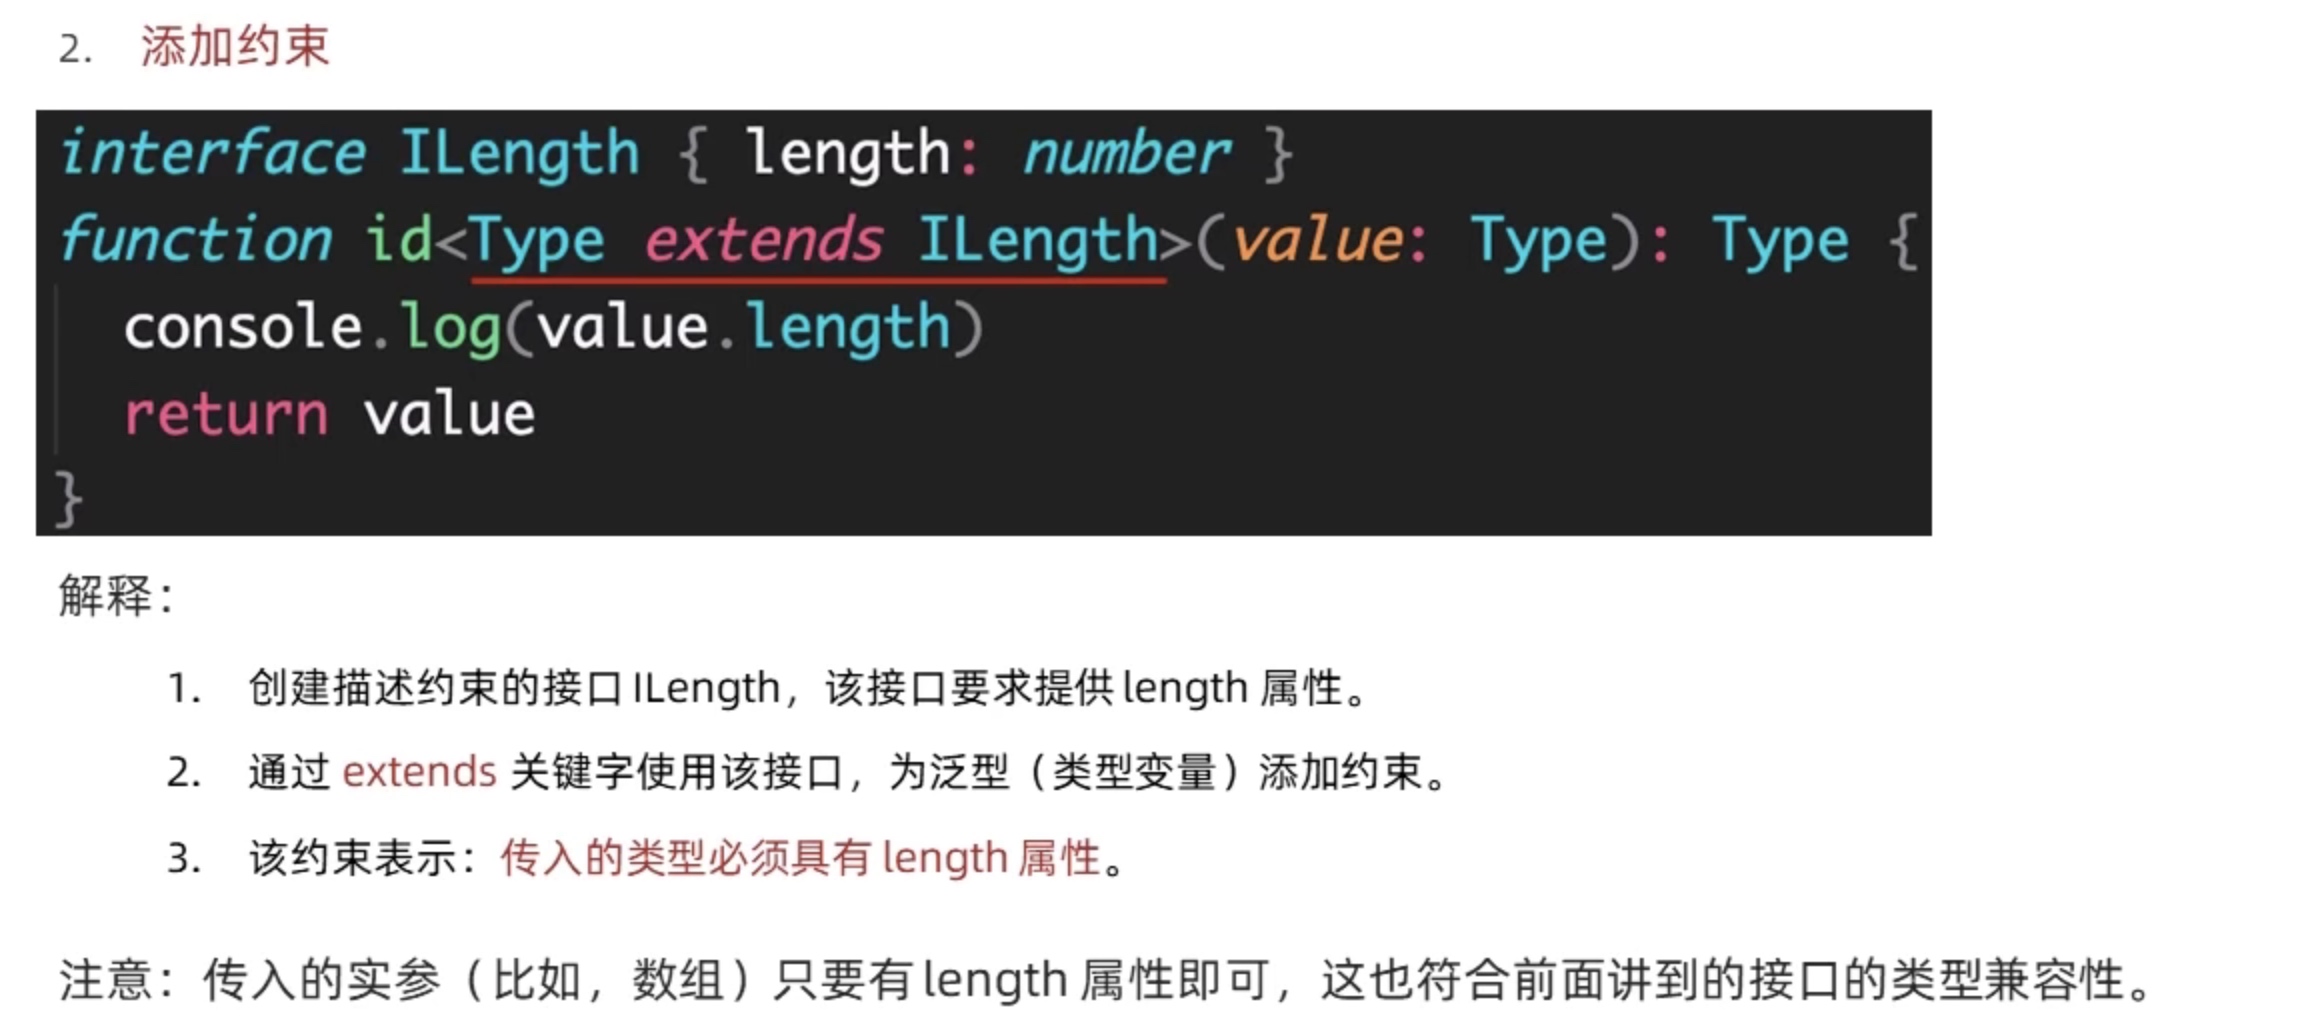 2. 添加约束
interface ILength { length: number }
function id<Type extends ILength>(value: Type): Type {
  console.log(value.length)
  return value
}
解释：
1. 创建描述约束的接口 ILength，该接口要求提供 length 属性。
2. 通过 extends 关键字使用该接口，为泛型（类型变量）添加约束。
3. 该约束表示：传入的类型必须具有 length 属性。
注意：传入的实参（比如，数组）只要有 length 属性即可，这也符合前面讲到的接口的类型兼容性。